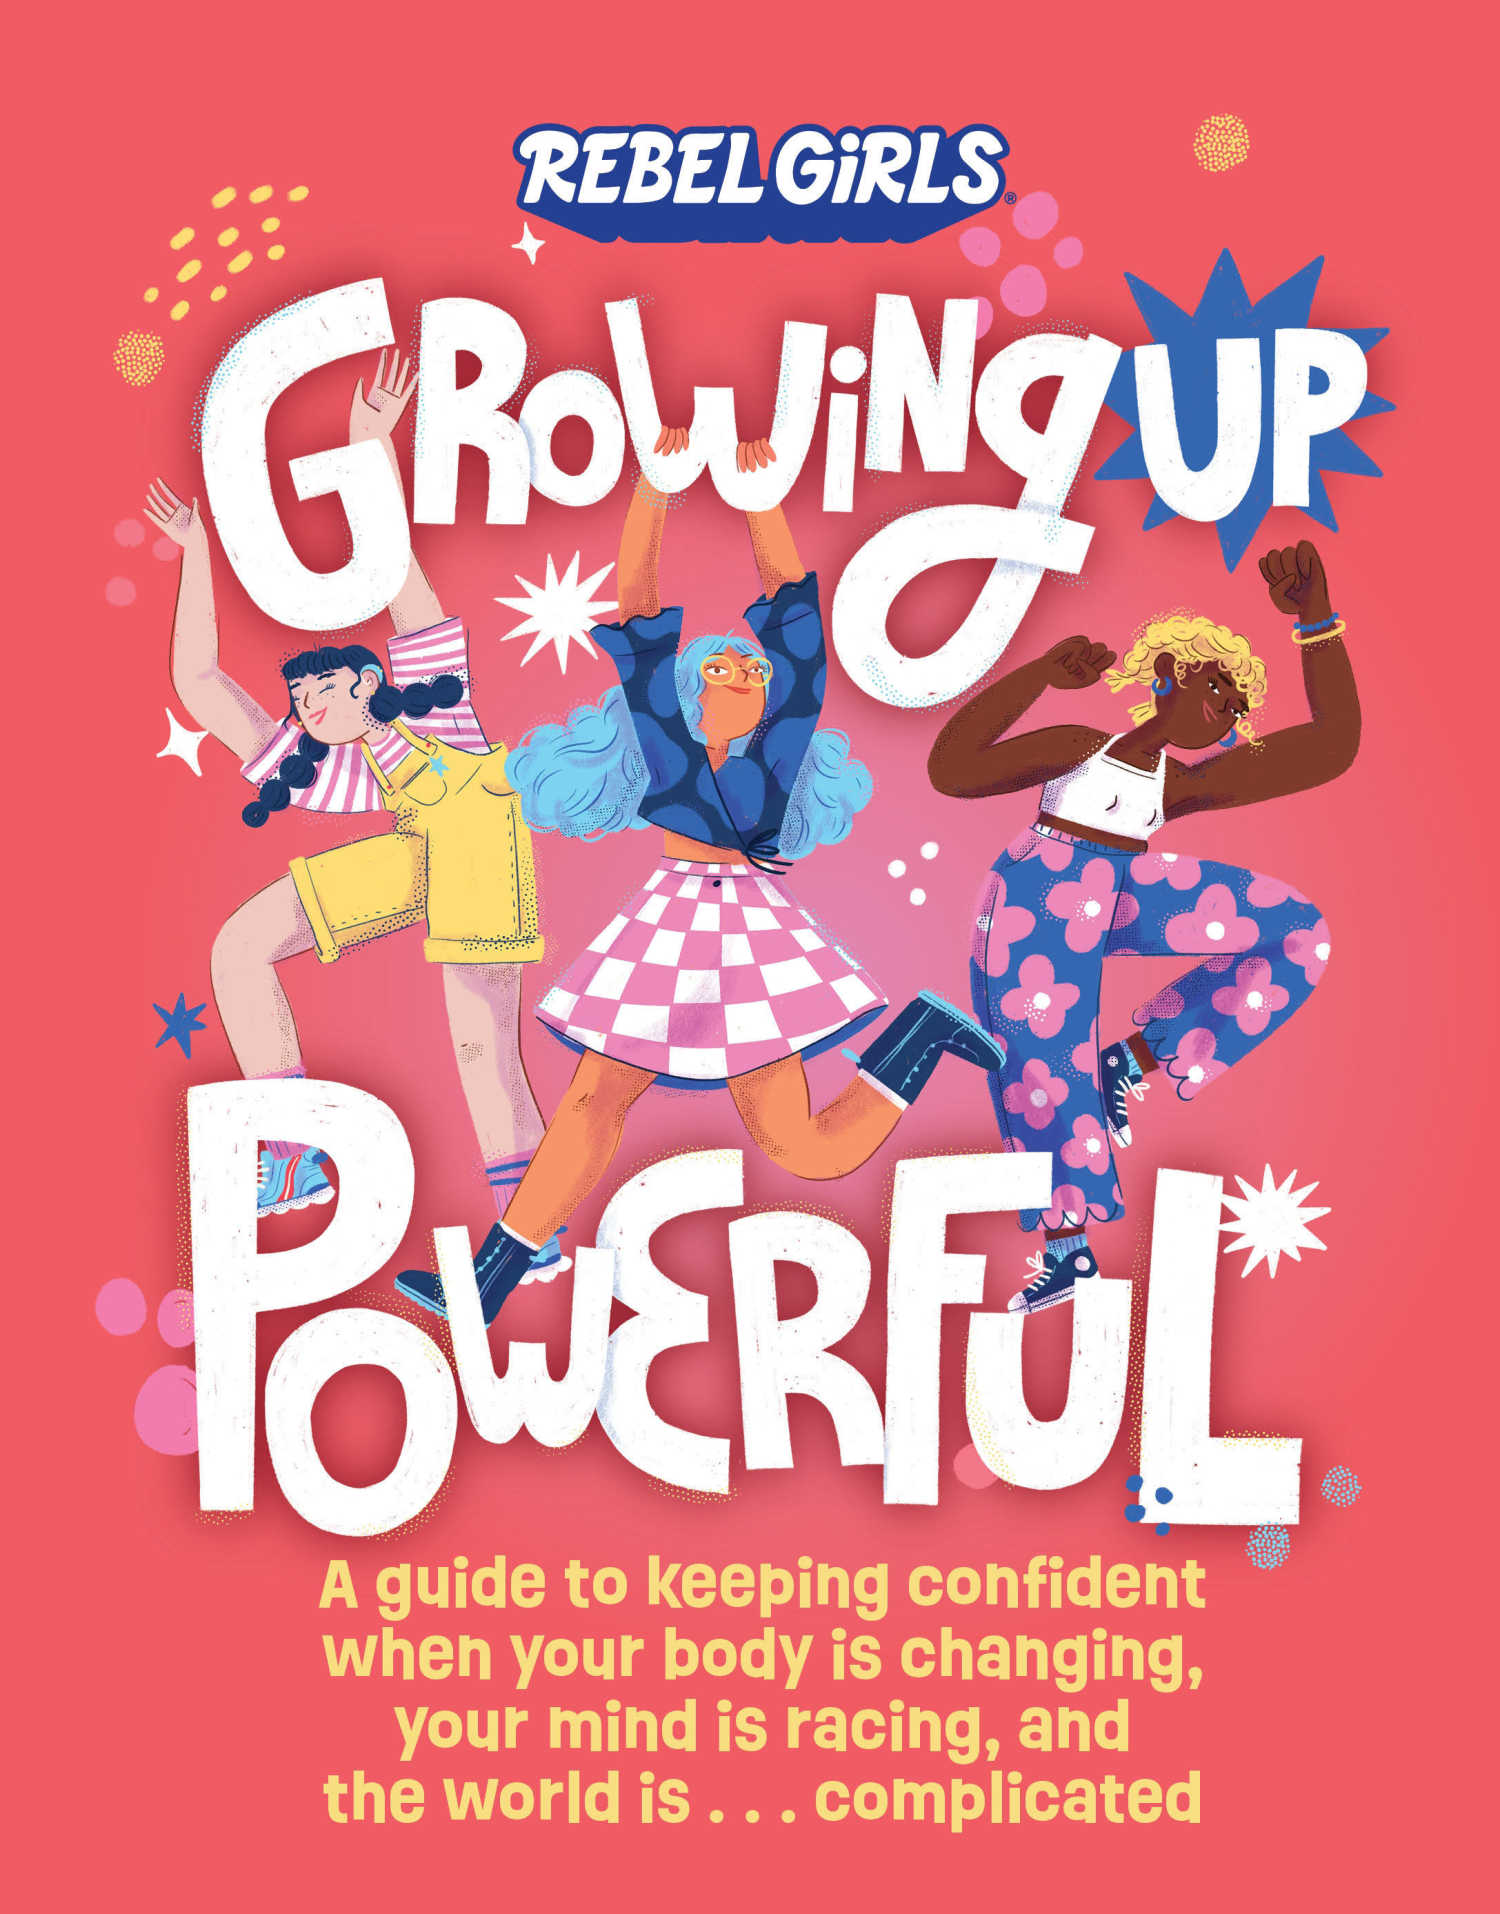 REBEL GiRLS®
GROWiNg UP
POWERFUL
A guide to keeping confident
when your body is changing,
your mind is racing, and
the world is . . . complicated